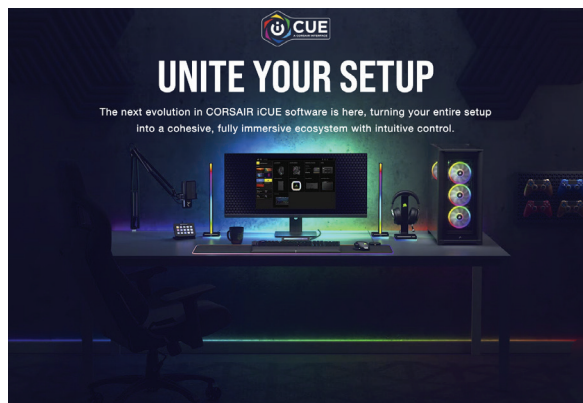 iCUE
A CORSAIR INTERFACE
UNITE YOUR SETUP
The next evolution in CORSAIR iCUE software is here, turning your entire setup
into a cohesive, fully immersive ecosystem with intuitive control.